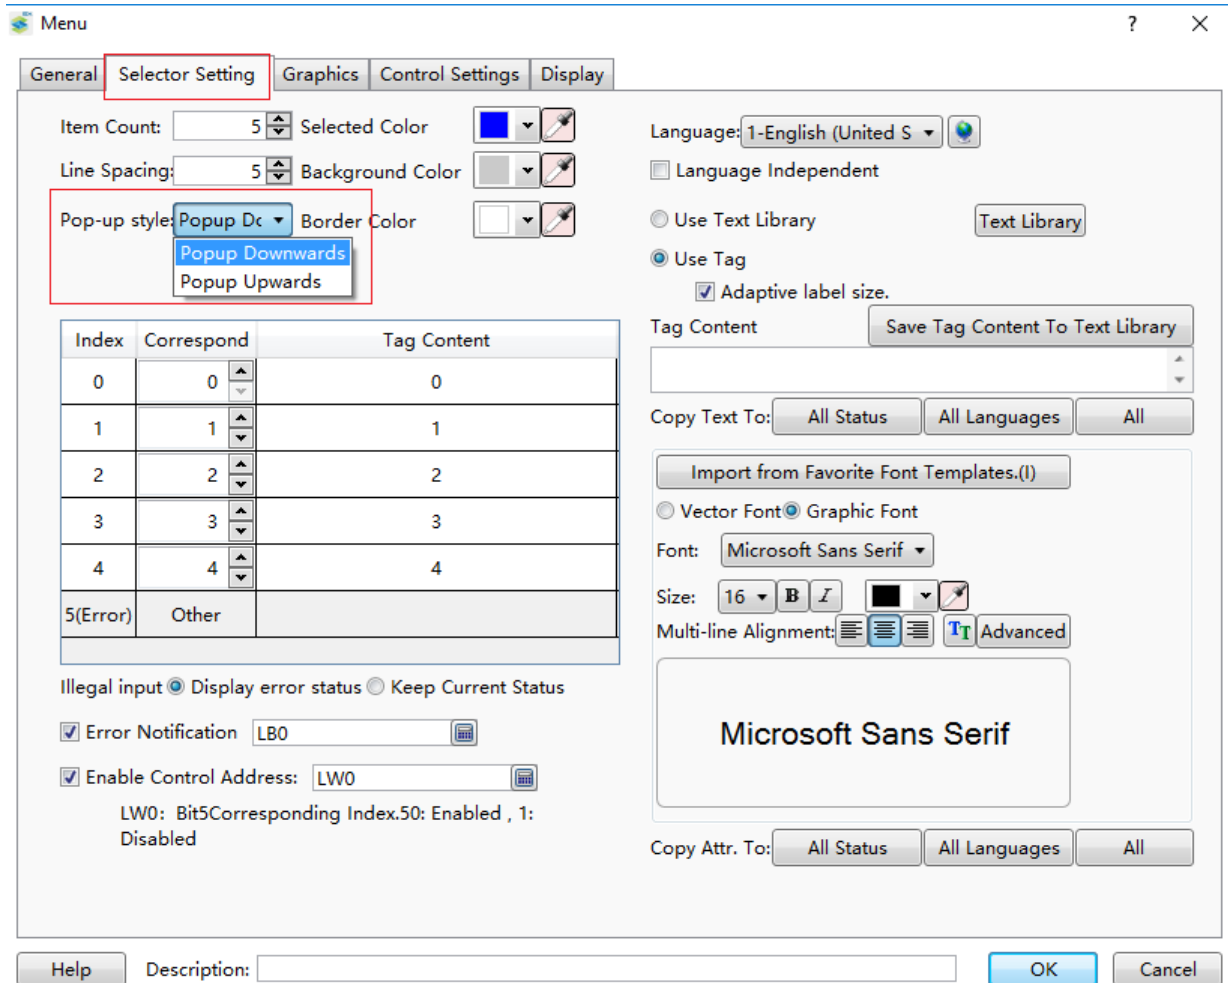 Menu
?
General Selector Setting Graphics Control Settings Display
Item Count: 5 Selected Color
Line Spacing: 5 Background Color
Pop-up style: Popup Dc Border Color
Popup Downwards
Popup Upwards
Index Correspond Tag Content
0 0 0
1 1 1
2 2 2
3 3 3
4 4 4
5(Error) Other
Illegal input Display error status Keep Current Status
Error Notification LB0
Enable Control Address: LW0
LW0: Bit5Corresponding Index.50: Enabled , 1:
Disabled
Language: 1-English (United S
Language Independent
Use Text Library Text Library
Use Tag
Adaptive label size.
Tag Content Save Tag Content To Text Library
Copy Text To: All Status All Languages All
Import from Favorite Font Templates.(I)
Vector Font Graphic Font
Font: Microsoft Sans Serif
Size: 16 B I
Multi-line Alignment: TT Advanced
Microsoft Sans Serif
Copy Attr. To: All Status All Languages All
Help Description: OK Cancel